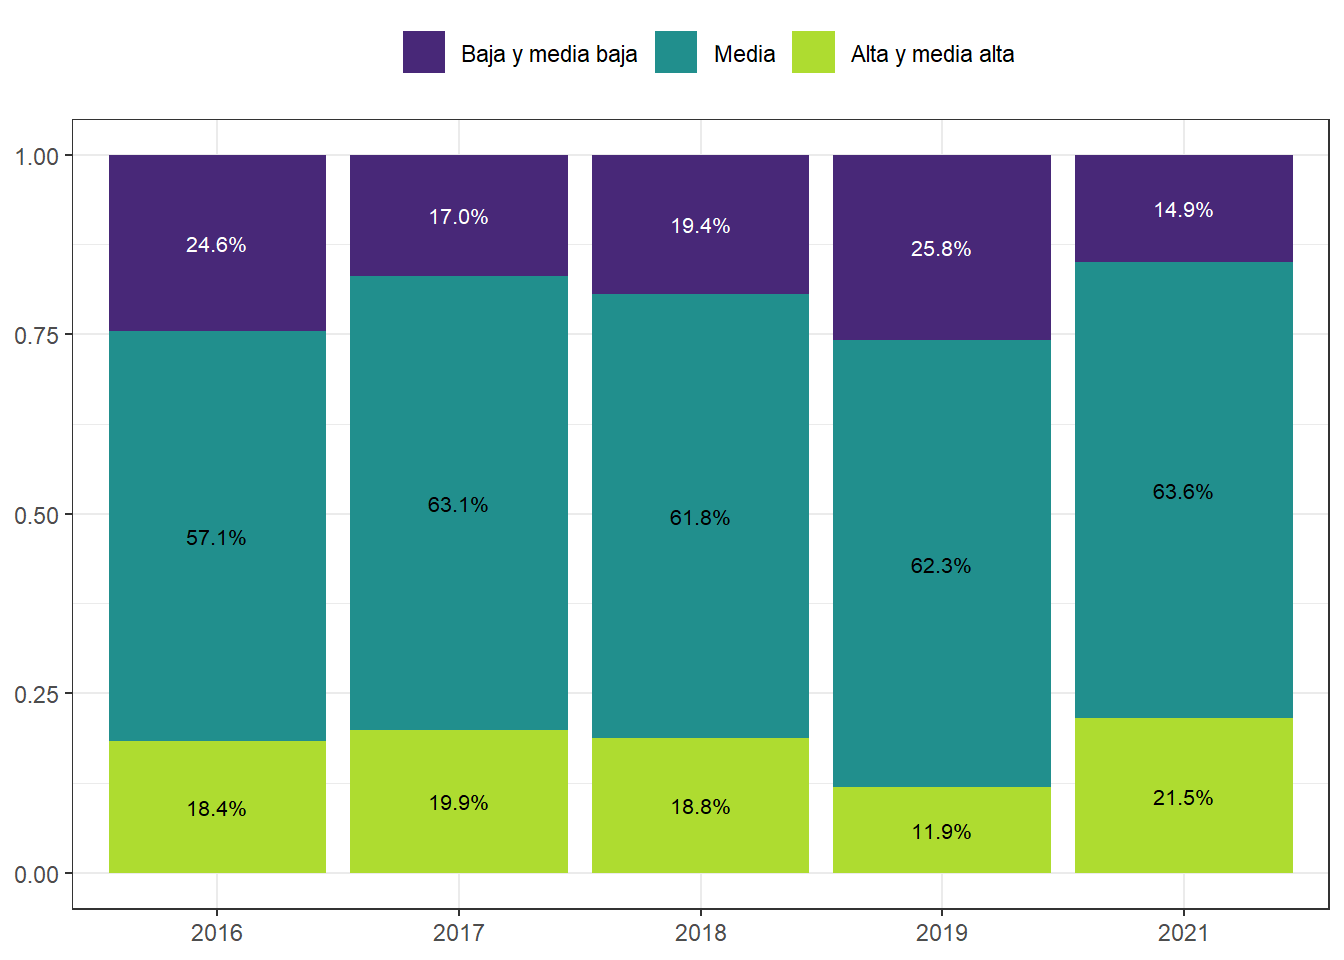 Baja y media baja Media Alta y media alta
1.00
0.75
0.50
0.25
0.00
24.6% 17.0% 19.4% 25.8% 14.9%
57.1% 63.1% 61.8% 62.3% 63.6%
18.4% 19.9% 18.8% 11.9% 21.5%
2016 2017 2018 2019 2021